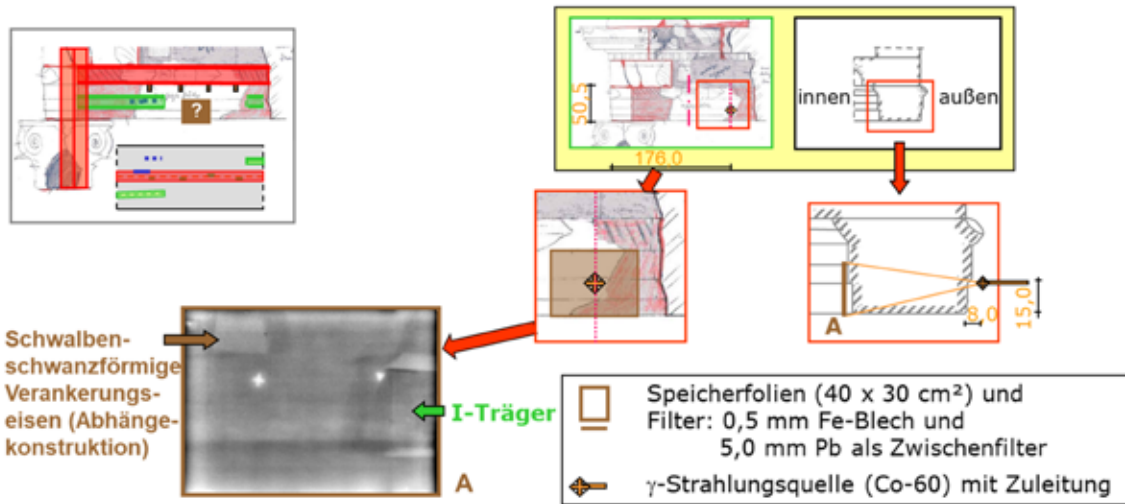 ?
50,5
176.0
innen
außen
8,0
15,0
A
Schwalben-
schwanzförmige
Verankerungs-
eisen (Abhänge-
konstruktion)
I-Träger
A
Speicherfolien (40 x 30 cm²) und
Filter: 0,5 mm Fe-Blech und
5,0 mm Pb als Zwischenfilter
γ-Strahlungsquelle (Co-60) mit Zuleitung